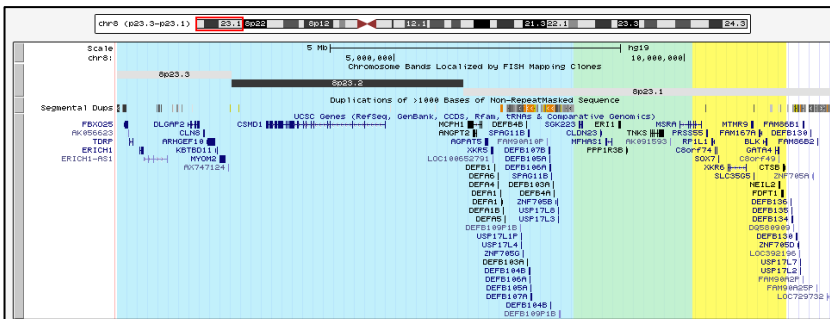 chr8 (p23.3-p23.1) 23.1 8p22 8p12 12.1 21.3 22.1 23.3 24.3
Scale 5 Mb hg19
chr8: 5,000,000 10,000,000
Chromosome Bands Localized by FISH Mapping Clones
8p23.3
8p23.2
8p23.1
Duplications of >1000 Bases of Non-RepeatMasked Sequence
Segmental Dups
UCSC Genes (RefSeq, GenBank, CCDS, Rfam, tRNAs & Comparative Genomics)
FBXO25 DLGAP2 CSMD1 MCPH1 DEFB4B SGK223 ERI1 MSRA MTMR9 FAM86B1
AK056623 CLN8 ANGPT2 SPAG11B CLDN23 TNKS PRSS55 FAM167A DEFB130
TDRP ARHGEF10 AGPAT5 FAM90A10P MFHAS1 AK091593 RP1L1 BLK FAM86B2
ERICH1 KBTBD11 XKR5 DEFB107B PPP1R3B C8orf74 GATA4
ERICH1-AS1 MYOM2 LOC100652791 DEFB105A SOX7 C8orf49
AX747124 DEFB1 DEFB106A XKR6 CTSB ZNF705A
DEFA6 SPAG11B SLC35G5
DEFA4 DEFB103A NEIL2
DEFA1 DEFB4A FDFT1
DEFA1B ZNF705B DEFB136
DEFA5 USP17L8 DEFB135
DEFB109P1B USP17L3 DEFB134
USP17L1P DQ580909
USP17L4 DEFB130
ZNF705G ZNF705D
DEFB103A LOC392196
DEFB104B USP17L7
DEFB106A USP17L2
DEFB105A FAM90A2P
DEFB107A FAM90A25P
DEFB104B LOC729732
DEFB109P1B